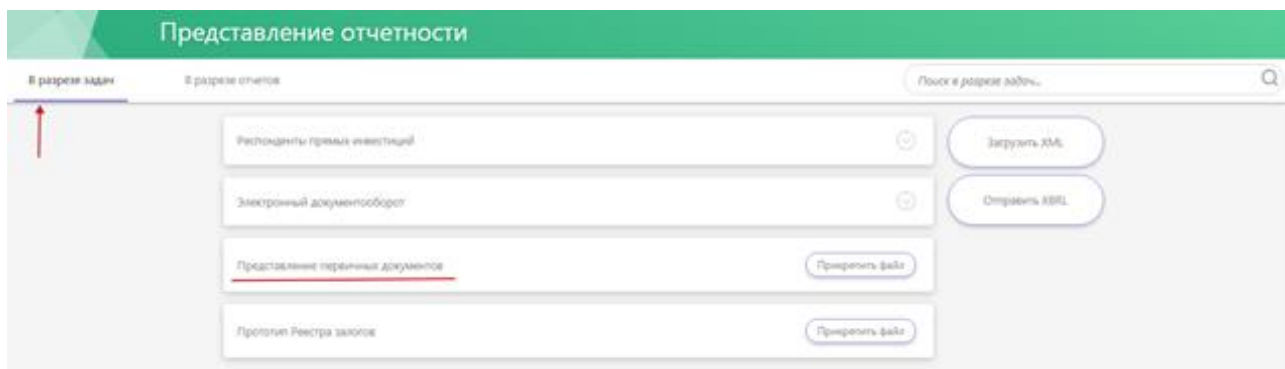 Представление отчетности
В разрезе задач
В разрезе отчетов
Поиск в разрезе задач...
Респонденты прямых инвестиций
Загрузить XML
Электронный документооборот
Отправить XBRL
Представление первичных документов
Прикрепить файл
Прототип Реестра залогов
Прикрепить файл